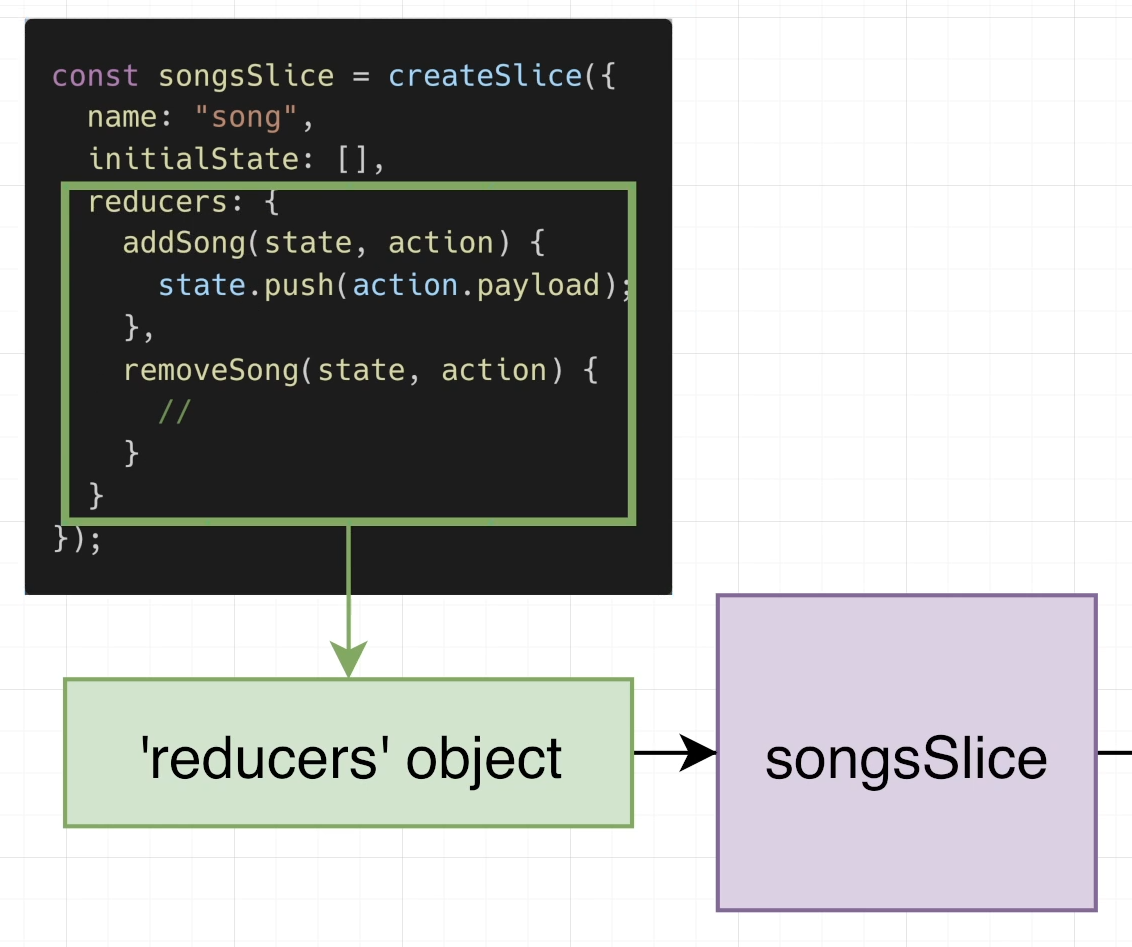 const songsSlice = createSlice({
  name: "song",
  initialState: [],
  reducers: {
    addSong(state, action) {
      state.push(action.payload);
    },
    removeSong(state, action) {
      //
    }
  }
});
'reducers' object
songsSlice